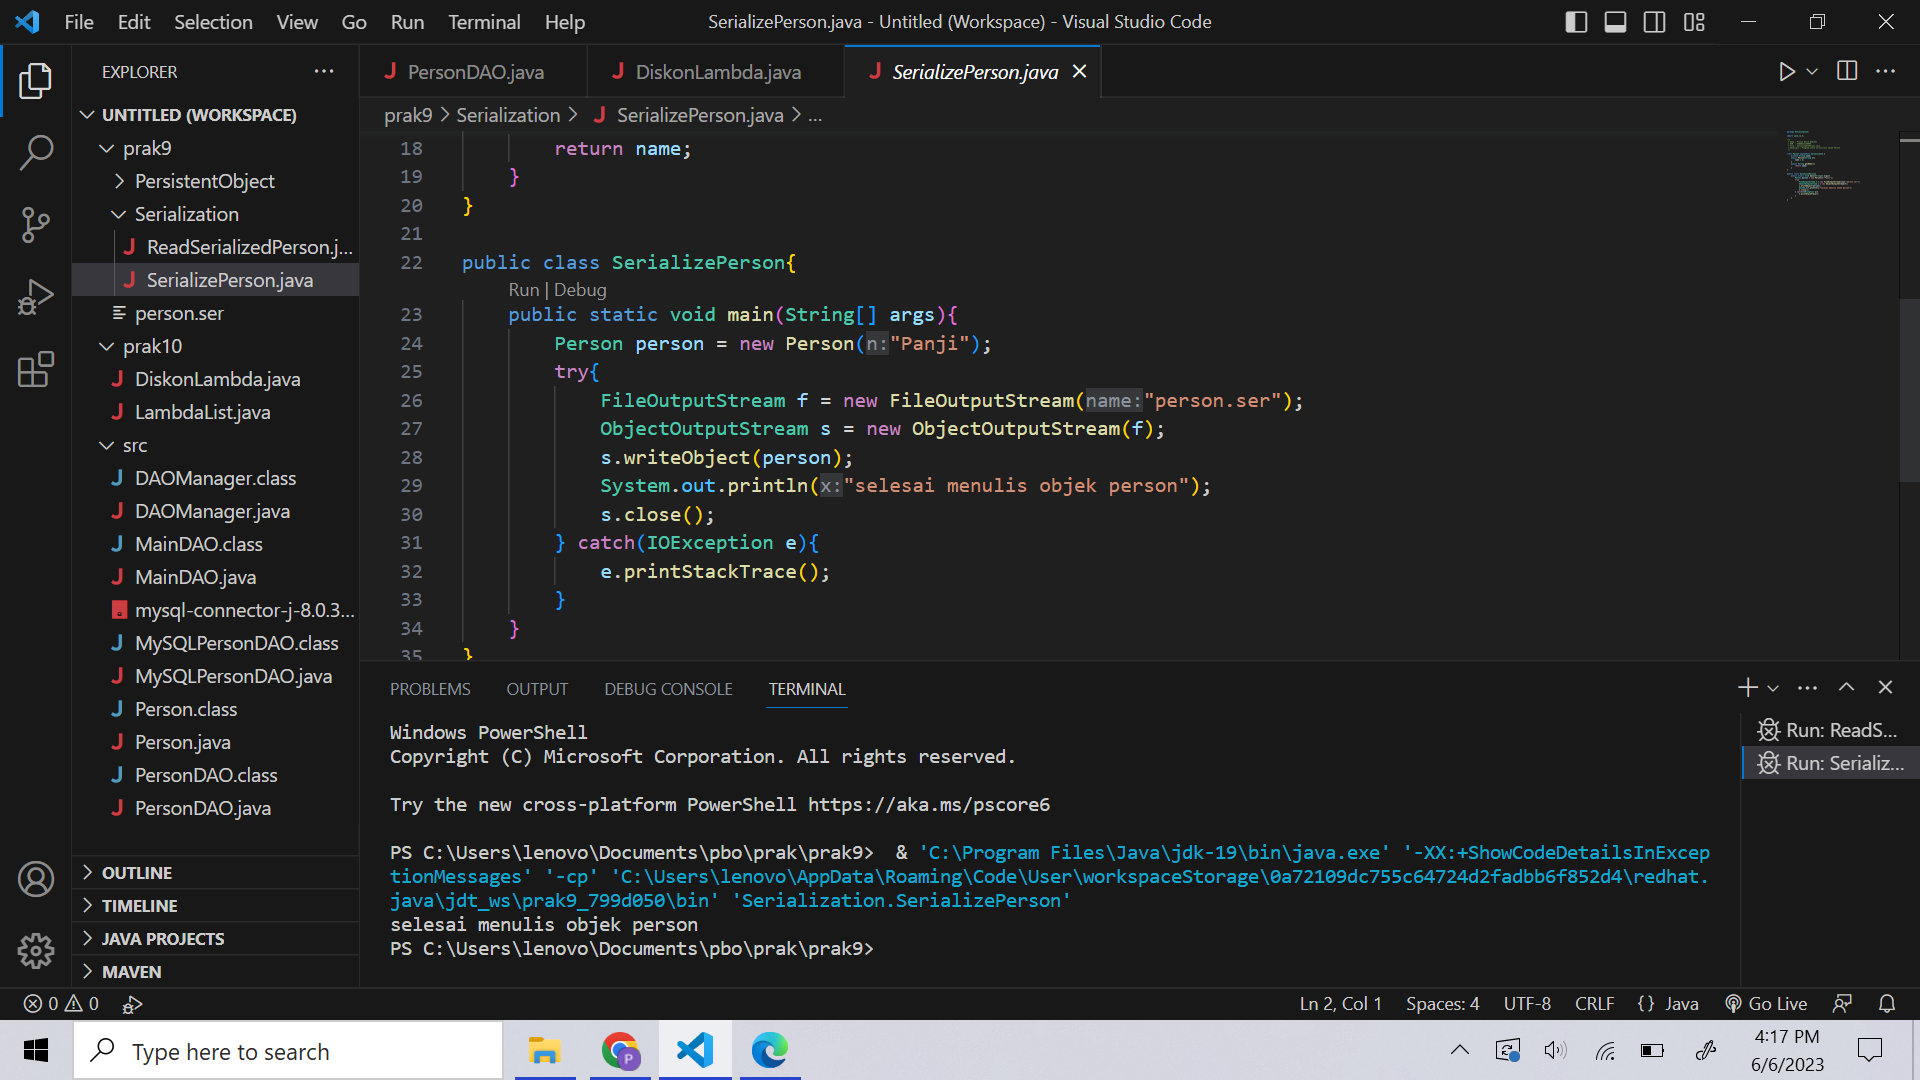 File Edit Selection View Go Run Terminal Help SerializePerson.java - Untitled (Workspace) - Visual Studio Code
EXPLORER
UNTITLED (WORKSPACE)
prak9
PersistentObject
Serialization
ReadSerializedPerson.j...
SerializePerson.java
person.ser
prak10
DiskonLambda.java
LambdaList.java
src
DAOManager.class
DAOManager.java
MainDAO.class
MainDAO.java
mysql-connector-j-8.0.3...
MySQLPersonDAO.class
MySQLPersonDAO.java
Person.class
Person.java
PersonDAO.class
PersonDAO.java
OUTLINE
TIMELINE
JAVA PROJECTS
MAVEN
PersonDAO.java DiskonLambda.java SerializePerson.java
prak9 > Serialization > SerializePerson.java > ...
18 return name;
19 }
20 }
21
22 public class SerializePerson{
Run | Debug
23 public static void main(String[] args){
24 Person person = new Person(n:"Panji");
25 try{
26 FileOutputStream f = new FileOutputStream(name:"person.ser");
27 ObjectOutputStream s = new ObjectOutputStream(f);
28 s.writeObject(person);
29 System.out.println(x:"selesai menulis objek person");
30 s.close();
31 } catch(IOException e){
32 e.printStackTrace();
33 }
34 }
35 }
PROBLEMS OUTPUT DEBUG CONSOLE TERMINAL
Windows PowerShell
Copyright (C) Microsoft Corporation. All rights reserved.
Try the new cross-platform PowerShell https://aka.ms/pscore6
PS C:\Users\lenovo\Documents\pbo\prak\prak9> & 'C:\Program Files\Java\jdk-19\bin\java.exe' '-XX:+ShowCodeDetailsInExcep
tionMessages' '-cp' 'C:\Users\lenovo\AppData\Roaming\Code\User\workspaceStorage\0a72109dc755c64724d2fadbb6f852d4\redhat.
java\jdt_ws\prak9_799d050\bin' 'Serialization.SerializePerson'
selesai menulis objek person
PS C:\Users\lenovo\Documents\pbo\prak\prak9>
Run: ReadS...
Run: Serializ...
0 0 Ln 2, Col 1 Spaces: 4 UTF-8 CRLF {} Java Go Live
Type here to search
P
4:17 PM
6/6/2023